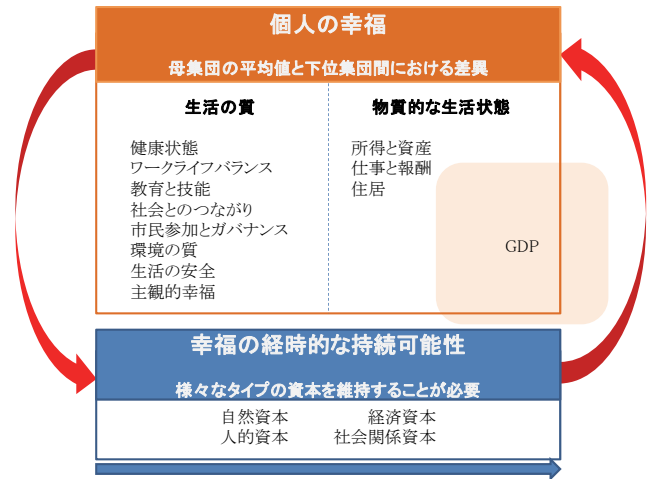 個人の幸福
母集団の平均値と下位集団間における差異
生活の質
健康状態
ワークライフバランス
教育と技能
社会とのつながり
市民参加とガバナンス
環境の質
生活の安全
主観的幸福
物質的な生活状態
所得と資産
仕事と報酬
住居
GDP
幸福の経時的な持続可能性
様々なタイプの資本を維持することが必要
自然資本 経済資本
人的資本 社会関係資本